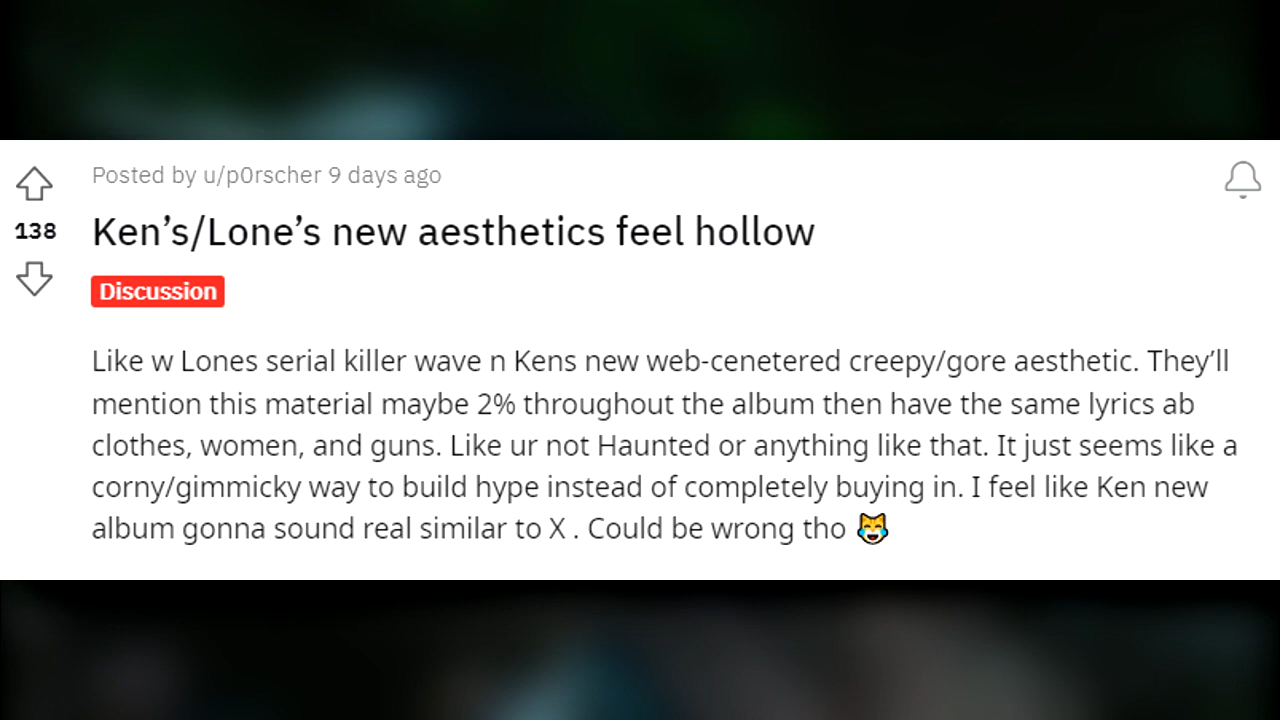 Posted by u/p0rscher 9 days ago
138
Ken’s/Lone’s new aesthetics feel hollow
Discussion
Like w Lones serial killer wave n Kens new web-cenetered creepy/gore aesthetic. They’ll
mention this material maybe 2% throughout the album then have the same lyrics ab
clothes, women, and guns. Like ur not Haunted or anything like that. It just seems like a
corny/gimmicky way to build hype instead of completely buying in. I feel like Ken new
album gonna sound real similar to X . Could be wrong tho 😹